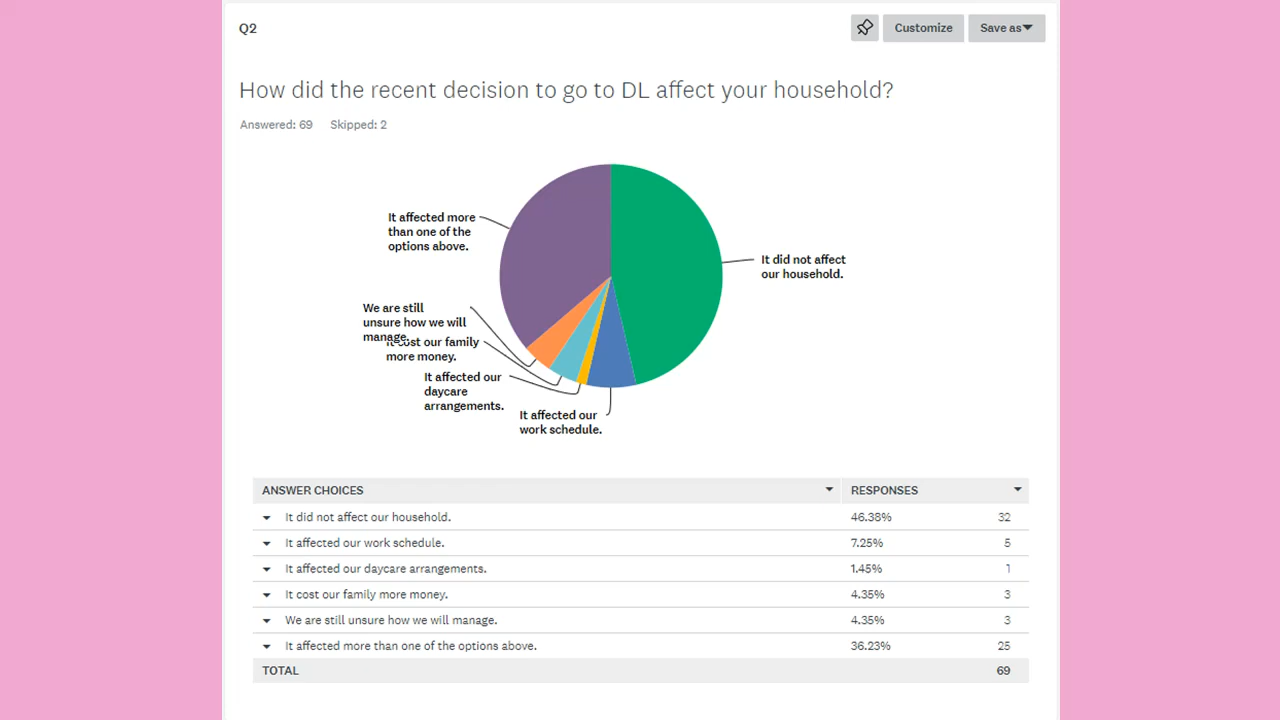 Q2
Customize
Save as
How did the recent decision to go to DL affect your household?
Answered: 69 Skipped: 2
It affected more
than one of the
options above.
It did not affect
our household.
We are still
unsure how we will
manage.
It cost our family
more money.
It affected our
daycare
arrangements.
It affected our
work schedule.
ANSWER CHOICES RESPONSES
It did not affect our household. 46.38% 32
It affected our work schedule. 7.25% 5
It affected our daycare arrangements. 1.45% 1
It cost our family more money. 4.35% 3
We are still unsure how we will manage. 4.35% 3
It affected more than one of the options above. 36.23% 25
TOTAL 69